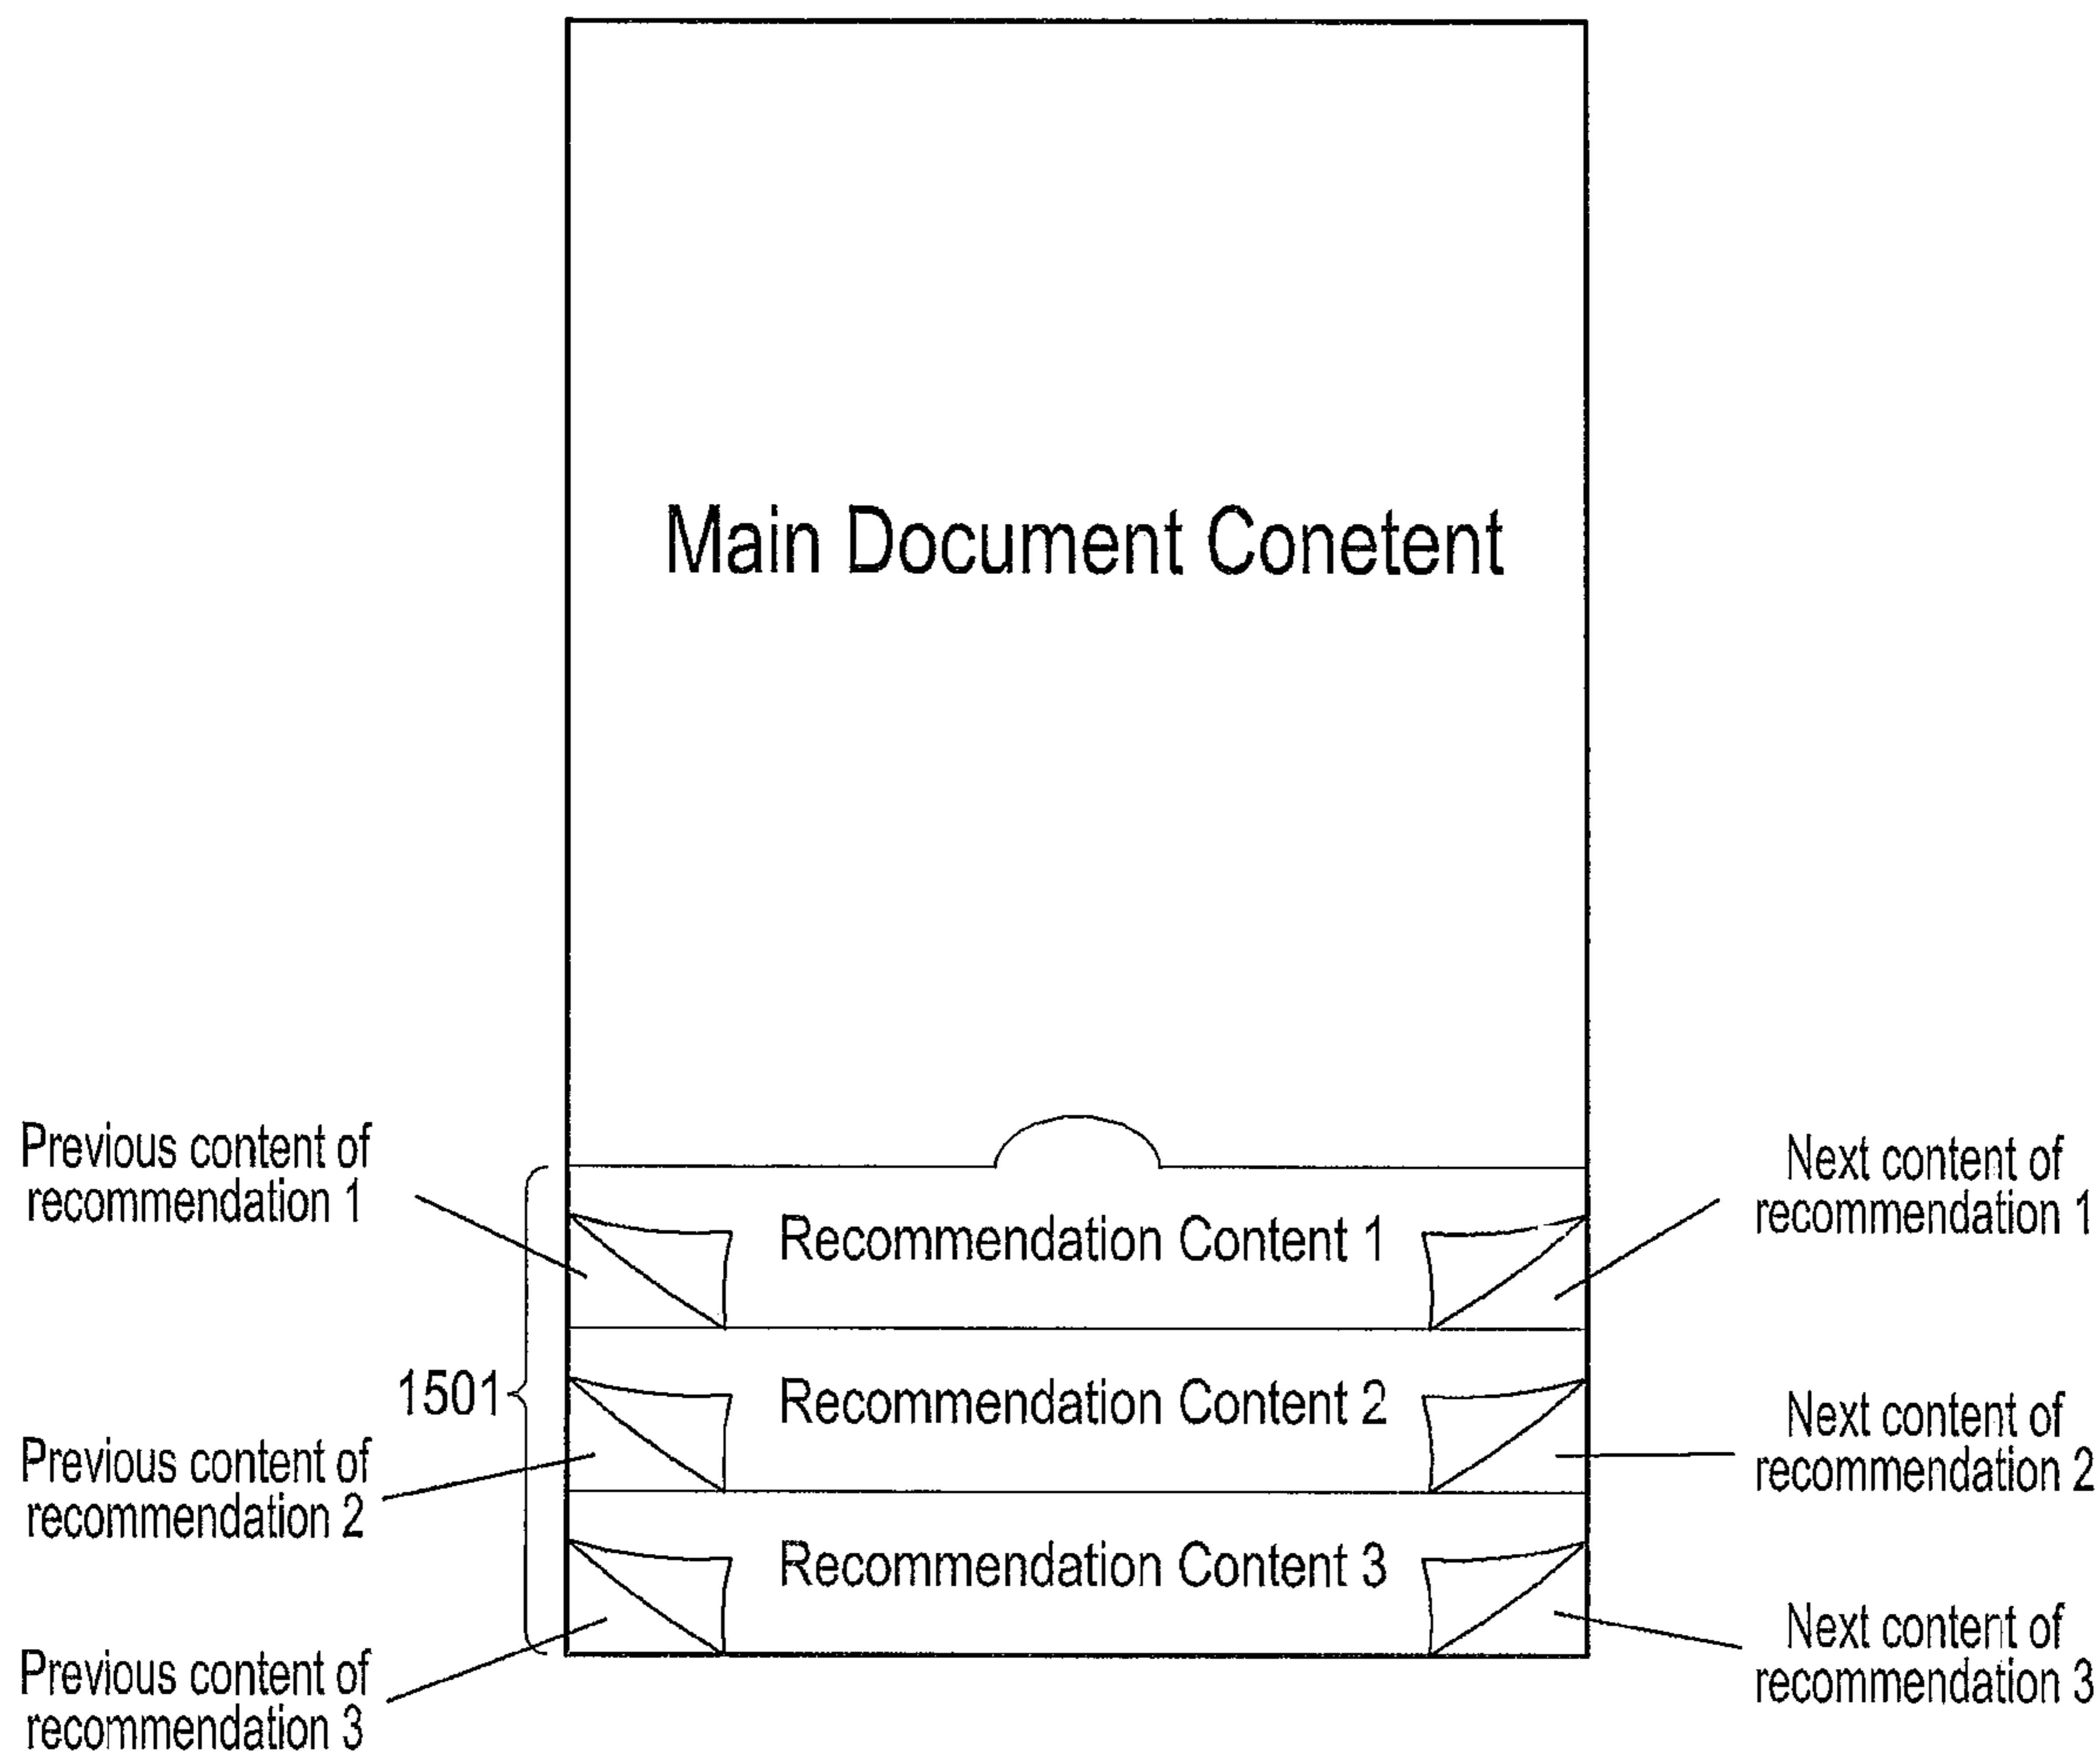 Main Document Conetent
Previous content of
recommendation 1
Next content of
recommendation 1
Recommendation Content 1
1501
Recommendation Content 2
Previous content of
recommendation 2
Next content of
recommendation 2
Recommendation Content 3
Previous content of
recommendation 3
Next content of
recommendation 3